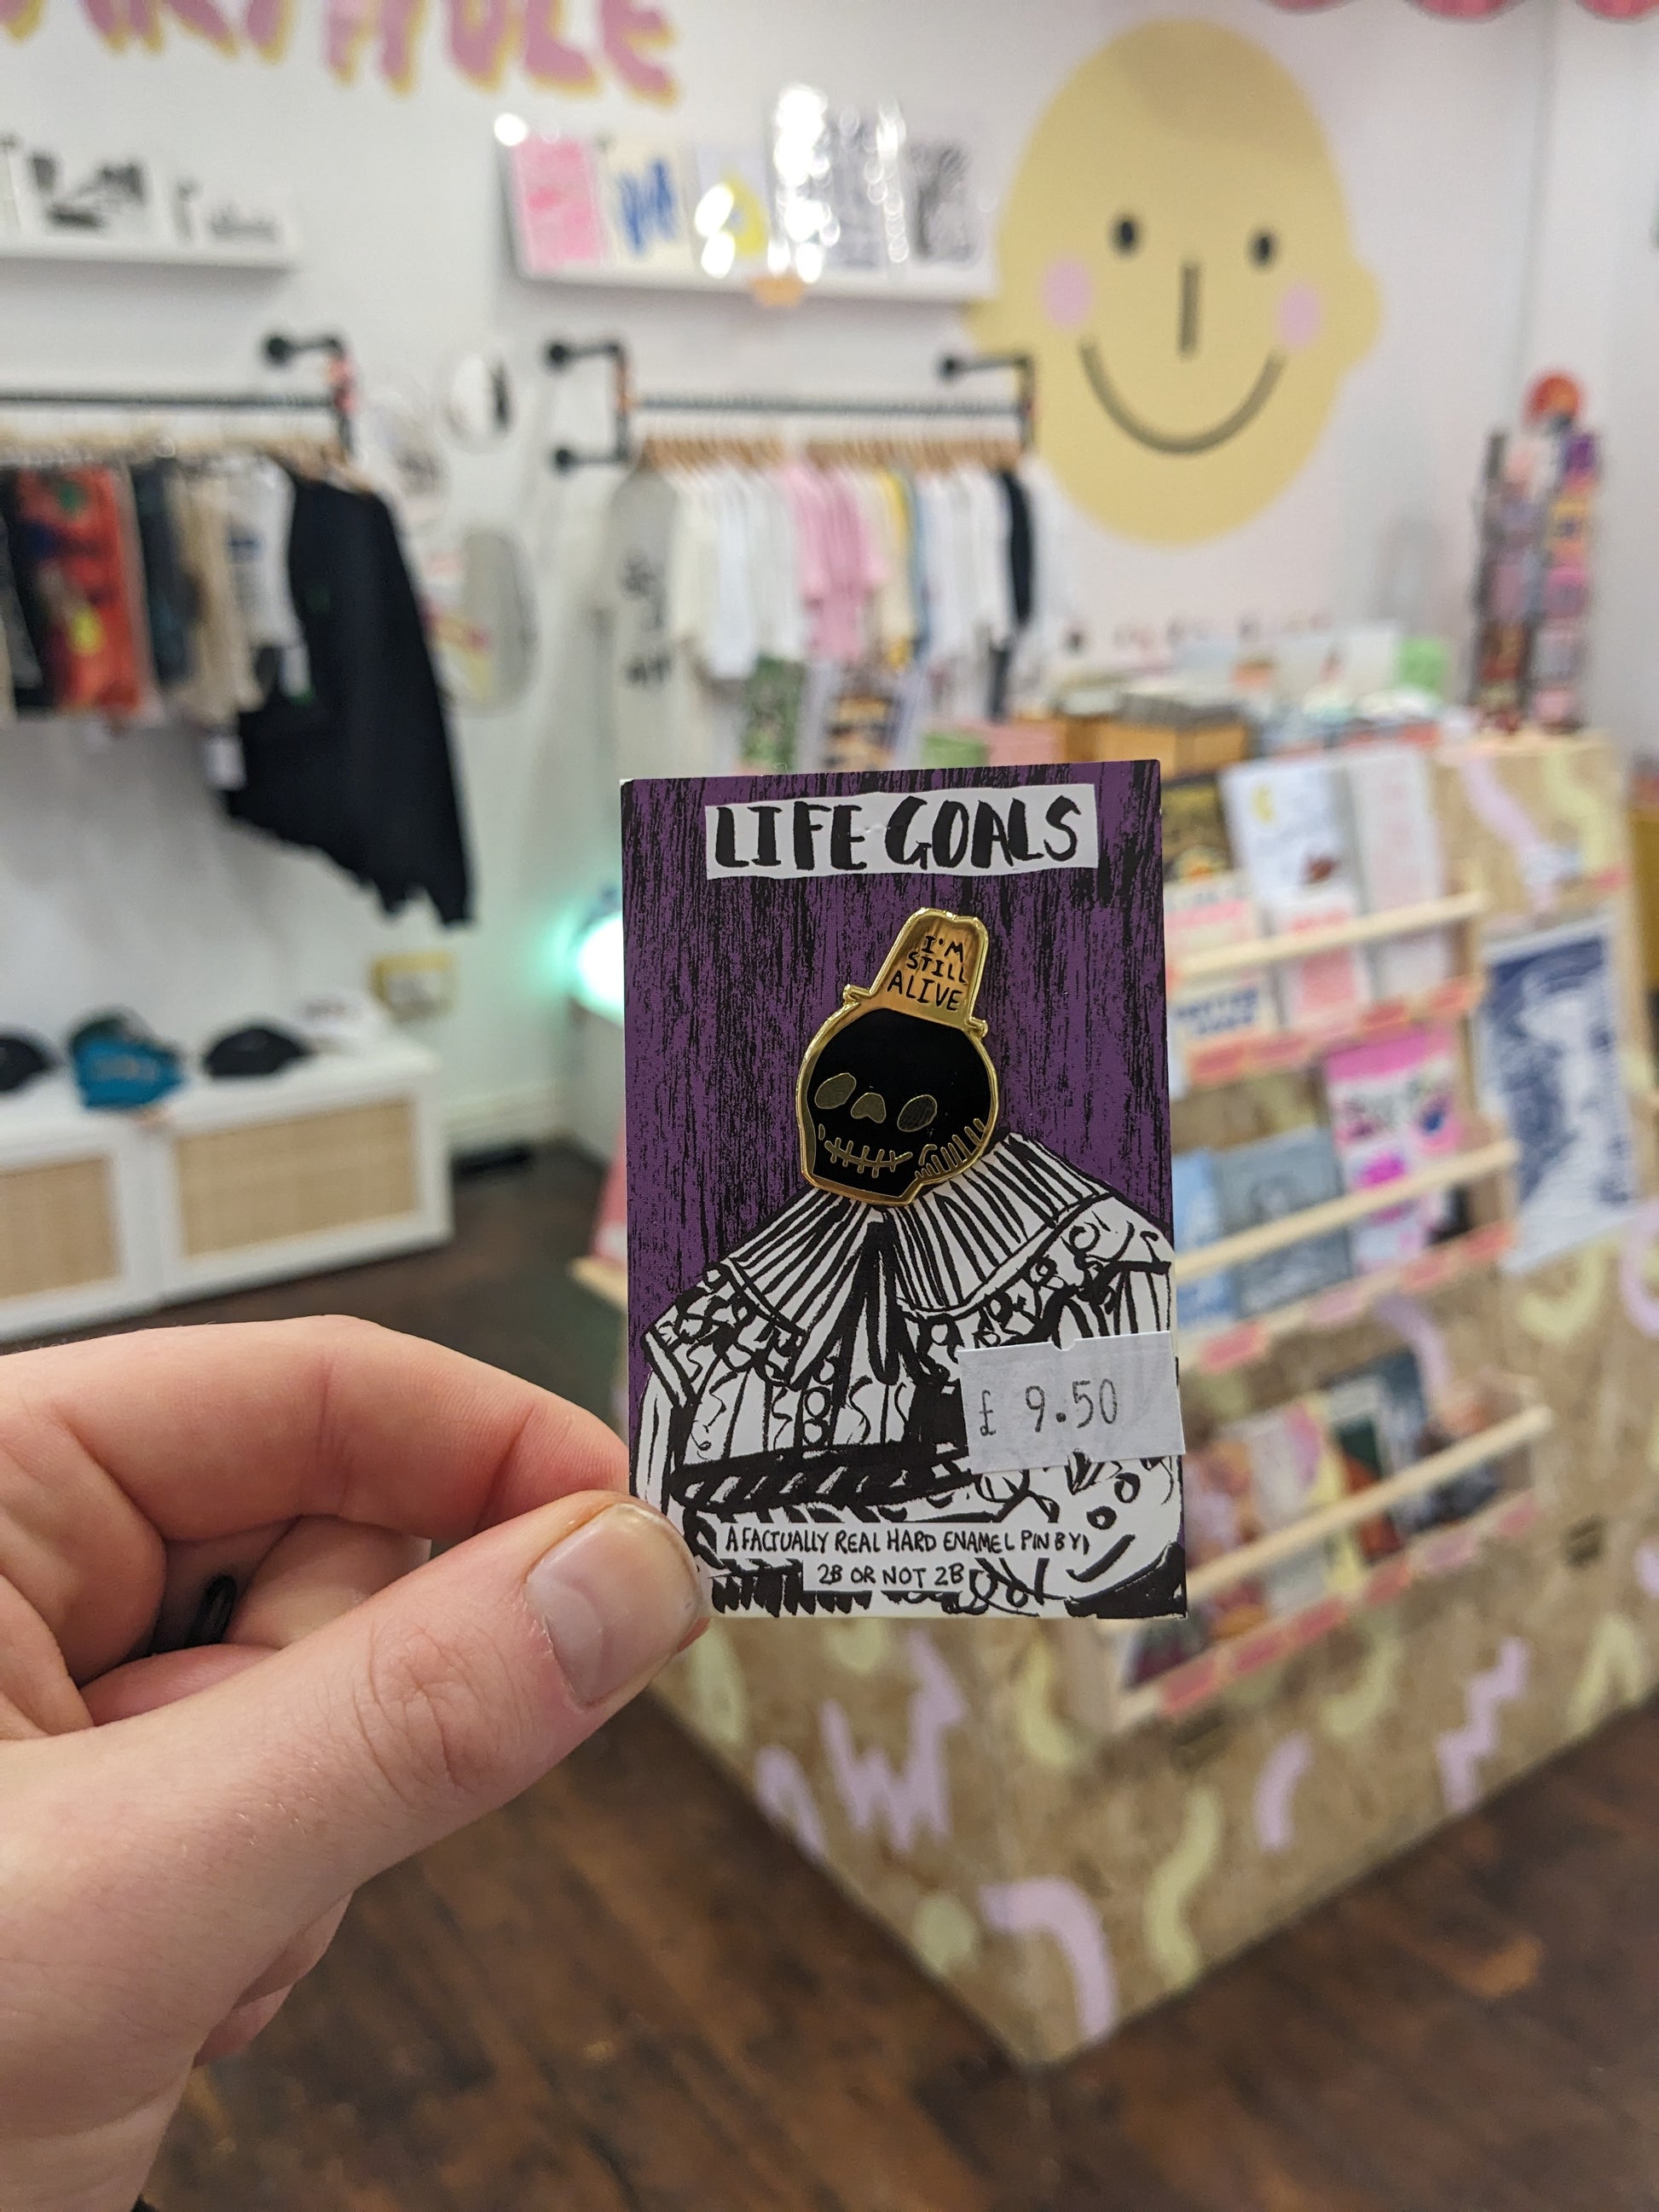 LIFE GOALS
I'M
STILL
ALIVE
£ 9.50
A FACTUALLY REAL HARD ENAMEL PIN BY
2B OR NOT 2B